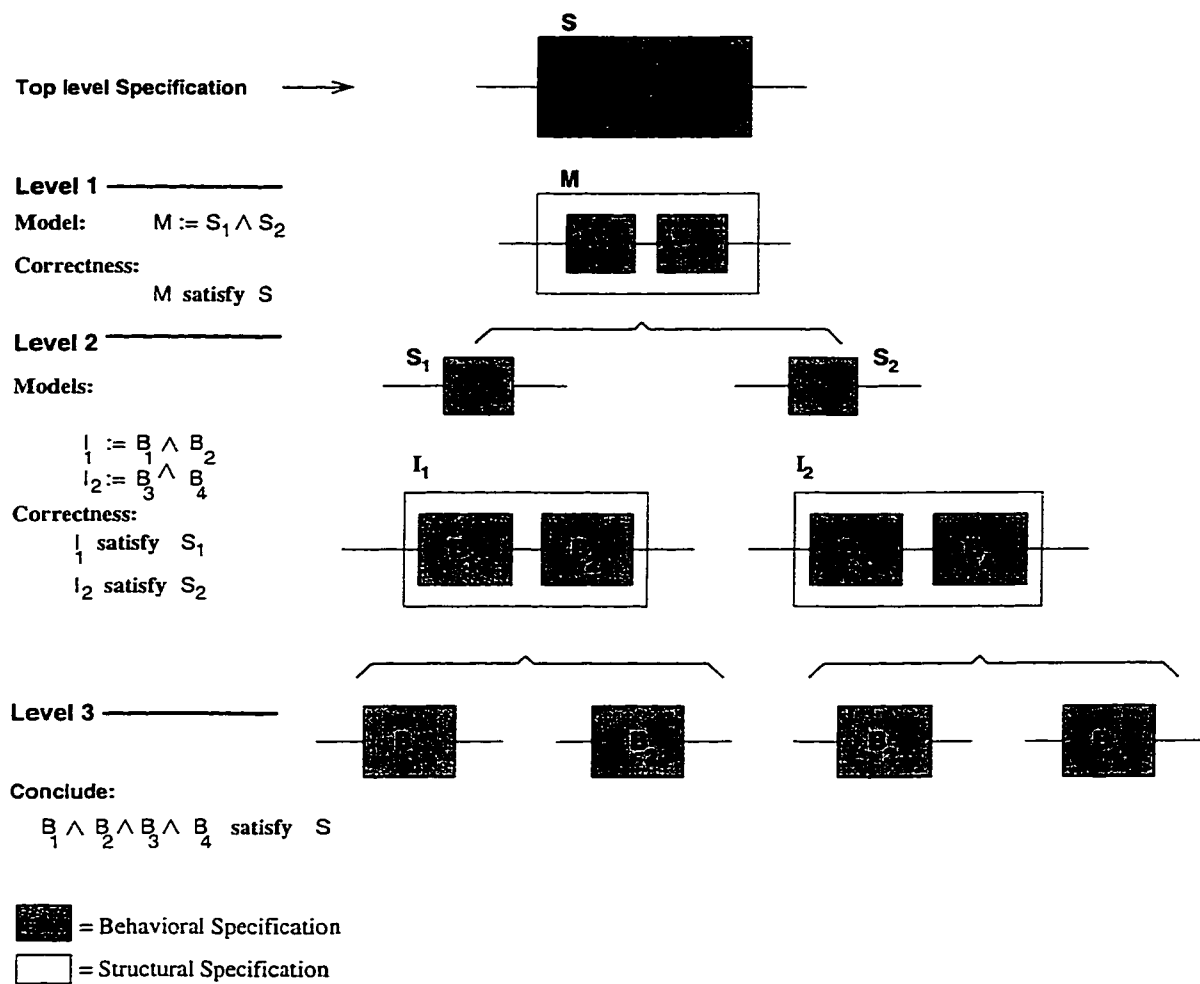 S
Top level Specification
Level 1
M
Model: M := S₁ ∧ S₂
Correctness:
M satisfy S
Level 2
S₁ S₂
Models:
I₁ := B₁ ∧ B₂
I₂ := B₃ ∧ B₄
I₁ I₂
Correctness:
I₁ satisfy S₁
I₂ satisfy S₂
B B₂ B
Level 3
B B B B
Conclude:
B₁ ∧ B₂ ∧ B₃ ∧ B₄ satisfy S
= Behavioral Specification
= Structural Specification